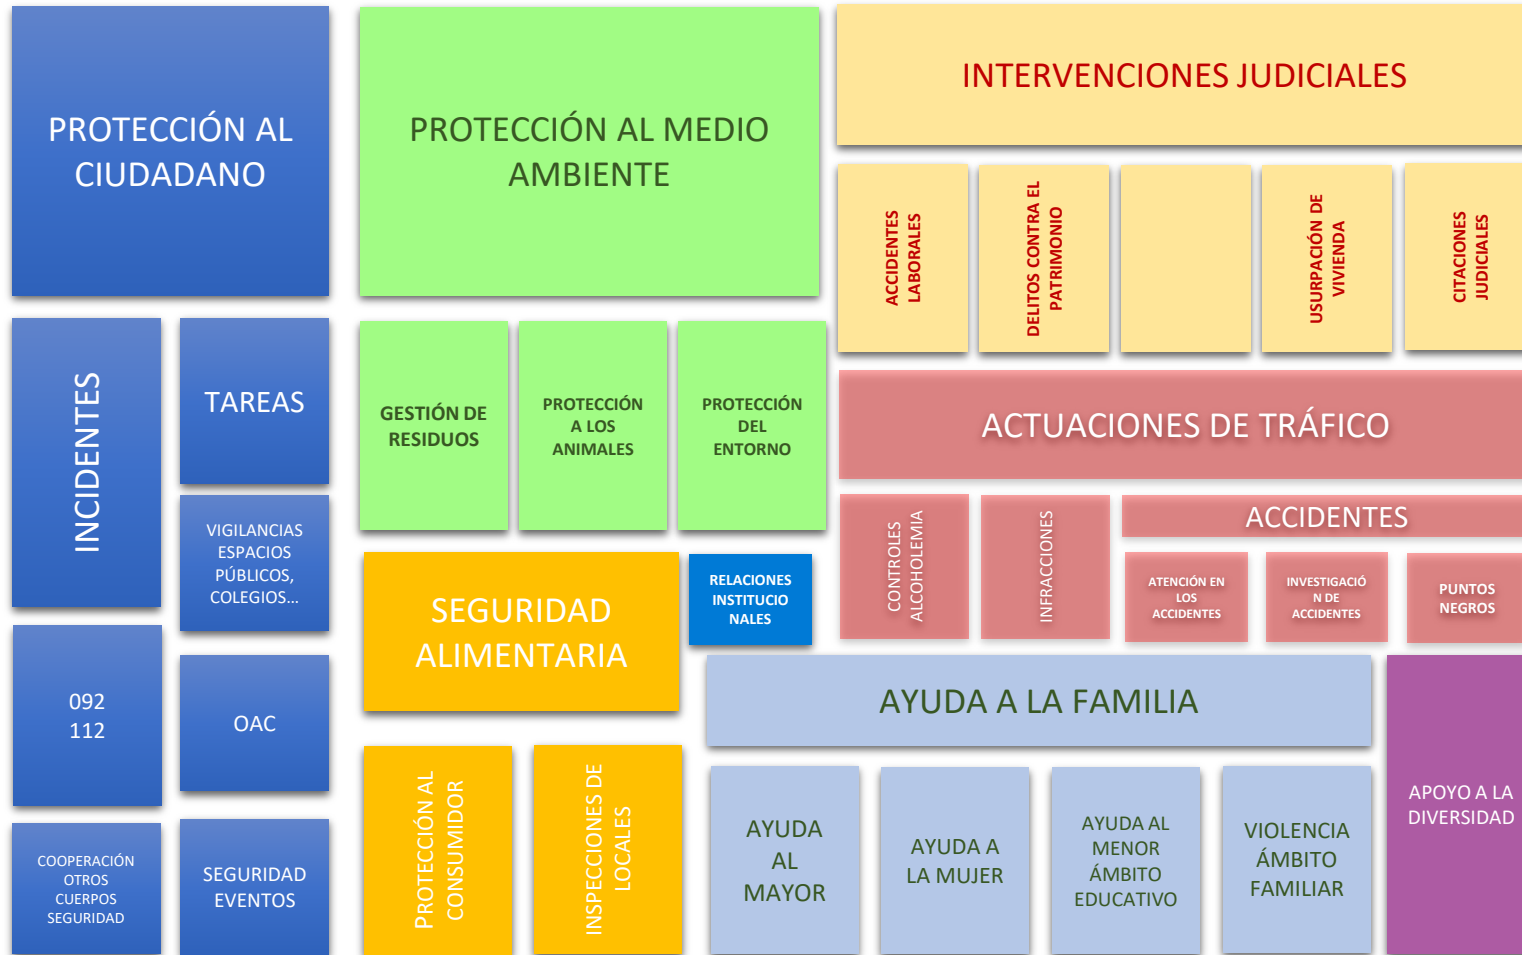 PROTECCIÓN AL
CIUDADANO
INCIDENTES
TAREAS
VIGILANCIAS
ESPACIOS
PÚBLICOS,
COLEGIOS...
092
112
OAC
COOPERACIÓN
OTROS
CUERPOS
SEGURIDAD
SEGURIDAD
EVENTOS
PROTECCIÓN AL MEDIO
AMBIENTE
GESTIÓN DE
RESIDUOS
PROTECCIÓN
A LOS
ANIMALES
PROTECCIÓN
DEL
ENTORNO
SEGURIDAD
ALIMENTARIA
RELACIONES
INSTITUCIO
NALES
PROTECCIÓN AL
CONSUMIDOR
INSPECCIONES DE
LOCALES
INTERVENCIONES JUDICIALES
ACCIDENTES
LABORALES
DELITOS CONTRA EL
PATRIMONIO
USURPACIÓN DE
VIVIENDA
CITACIONES
JUDICIALES
ACTUACIONES DE TRÁFICO
CONTROLES
ALCOHOLEMIA
INFRACCIONES
ACCIDENTES
ATENCIÓN EN
LOS
ACCIDENTES
INVESTIGACIÓ
N DE
ACCIDENTES
PUNTOS
NEGROS
AYUDA A LA FAMILIA
AYUDA
AL
MAYOR
AYUDA A
LA MUJER
AYUDA AL
MENOR
ÁMBITO
EDUCATIVO
VIOLENCIA
ÁMBITO
FAMILIAR
APOYO A LA
DIVERSIDAD